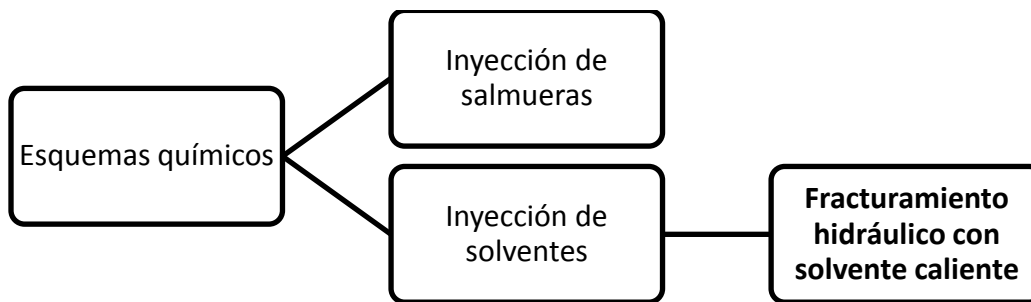 Esquemas químicos
Inyección de
salmueras
Inyección de
solventes
Fracturamiento
hidráulico con
solvente caliente